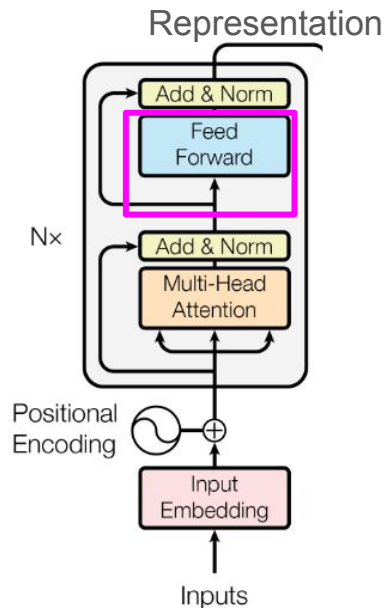 Representation
Add & Norm
Feed
Forward
N×
Add & Norm
Multi-Head
Attention
Positional
Encoding
Input
Embedding
Inputs